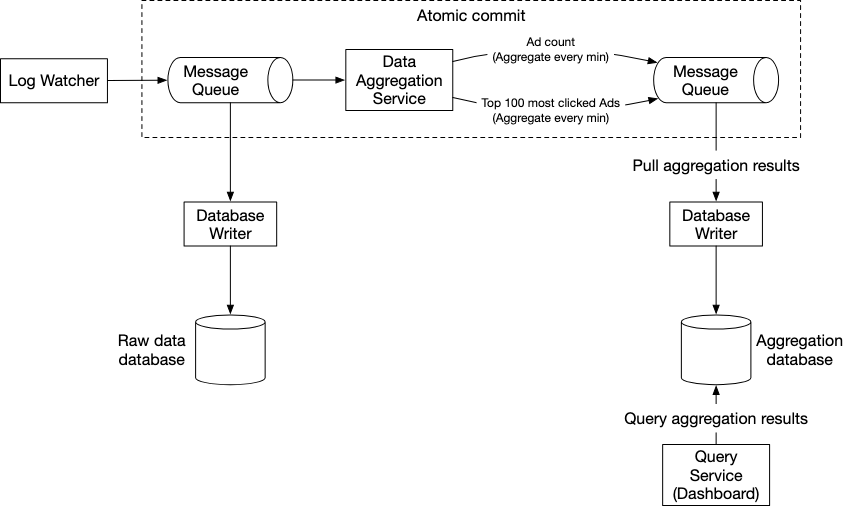 Atomic commit
Log Watcher
Message
Queue
Data
Aggregation
Service
Ad count
(Aggregate every min)
Top 100 most clicked Ads
(Aggregate every min)
Message
Queue
Pull aggregation results
Database
Writer
Database
Writer
Raw data
database
Aggregation
database
Query aggregation results
Query
Service
(Dashboard)